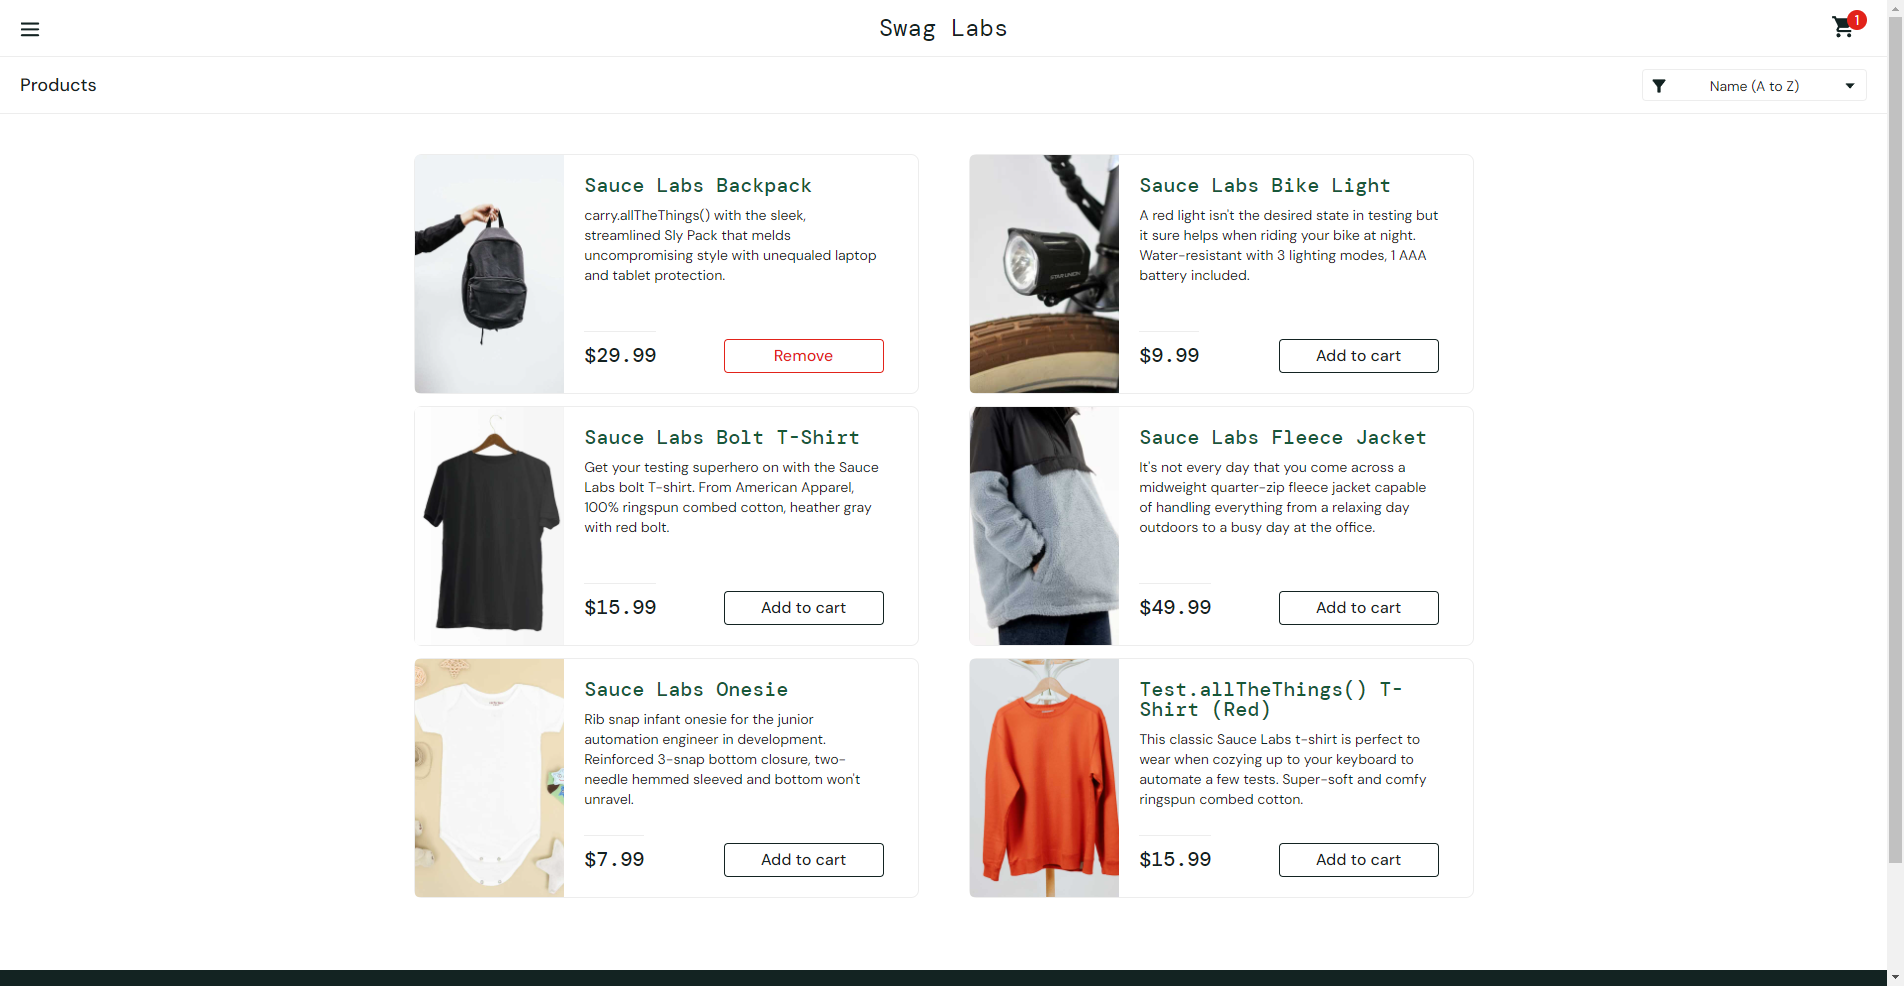 Swag Labs
1
Products
Name (A to Z)
Sauce Labs Backpack
carry.allTheThings() with the sleek,
streamlined Sly Pack that melds
uncompromising style with unequaled laptop
and tablet protection.
$29.99
Remove
Sauce Labs Bike Light
A red light isn't the desired state in testing but
it sure helps when riding your bike at night.
Water-resistant with 3 lighting modes, 1 AAA
battery included.
$9.99
Add to cart
STAR UNION
Sauce Labs Bolt T-Shirt
Get your testing superhero on with the Sauce
Labs bolt T-shirt. From American Apparel,
100% ringspun combed cotton, heather gray
with red bolt.
$15.99
Add to cart
Sauce Labs Fleece Jacket
It's not every day that you come across a
midweight quarter-zip fleece jacket capable
of handling everything from a relaxing day
outdoors to a busy day at the office.
$49.99
Add to cart
Sauce Labs Onesie
Rib snap infant onesie for the junior
automation engineer in development.
Reinforced 3-snap bottom closure, two-
needle hemmed sleeved and bottom won't
unravel.
$7.99
Add to cart
Test.allTheThings() T-
Shirt (Red)
This classic Sauce Labs t-shirt is perfect to
wear when cozying up to your keyboard to
automate a few tests. Super-soft and comfy
ringspun combed cotton.
$15.99
Add to cart